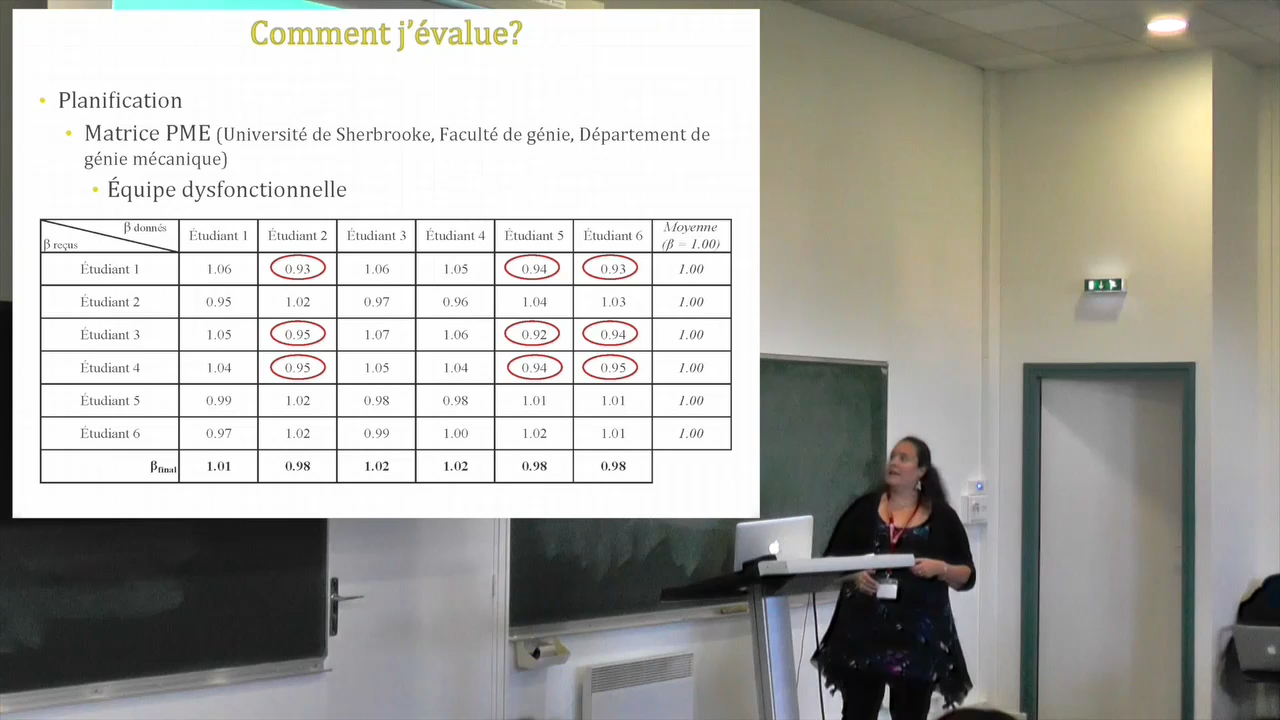 Comment j'évalue?
• Planification
• Matrice PME (Université de Sherbrooke, Faculté de génie, Département de
génie mécanique)
• Équipe dysfonctionnelle
β donnés
β reçus
Étudiant 1 Étudiant 2 Étudiant 3 Étudiant 4 Étudiant 5 Étudiant 6 Moyenne
(β = 1.00)
Étudiant 1 1.06 0.93 1.06 1.05 0.94 0.93 1.00
Étudiant 2 0.95 1.02 0.97 0.96 1.04 1.03 1.00
Étudiant 3 1.05 0.95 1.07 1.06 0.92 0.94 1.00
Étudiant 4 1.04 0.95 1.05 1.04 0.94 0.95 1.00
Étudiant 5 0.99 1.02 0.98 0.98 1.01 1.01 1.00
Étudiant 6 0.97 1.02 0.99 1.00 1.02 1.01 1.00
βfinal 1.01 0.98 1.02 1.02 0.98 0.98